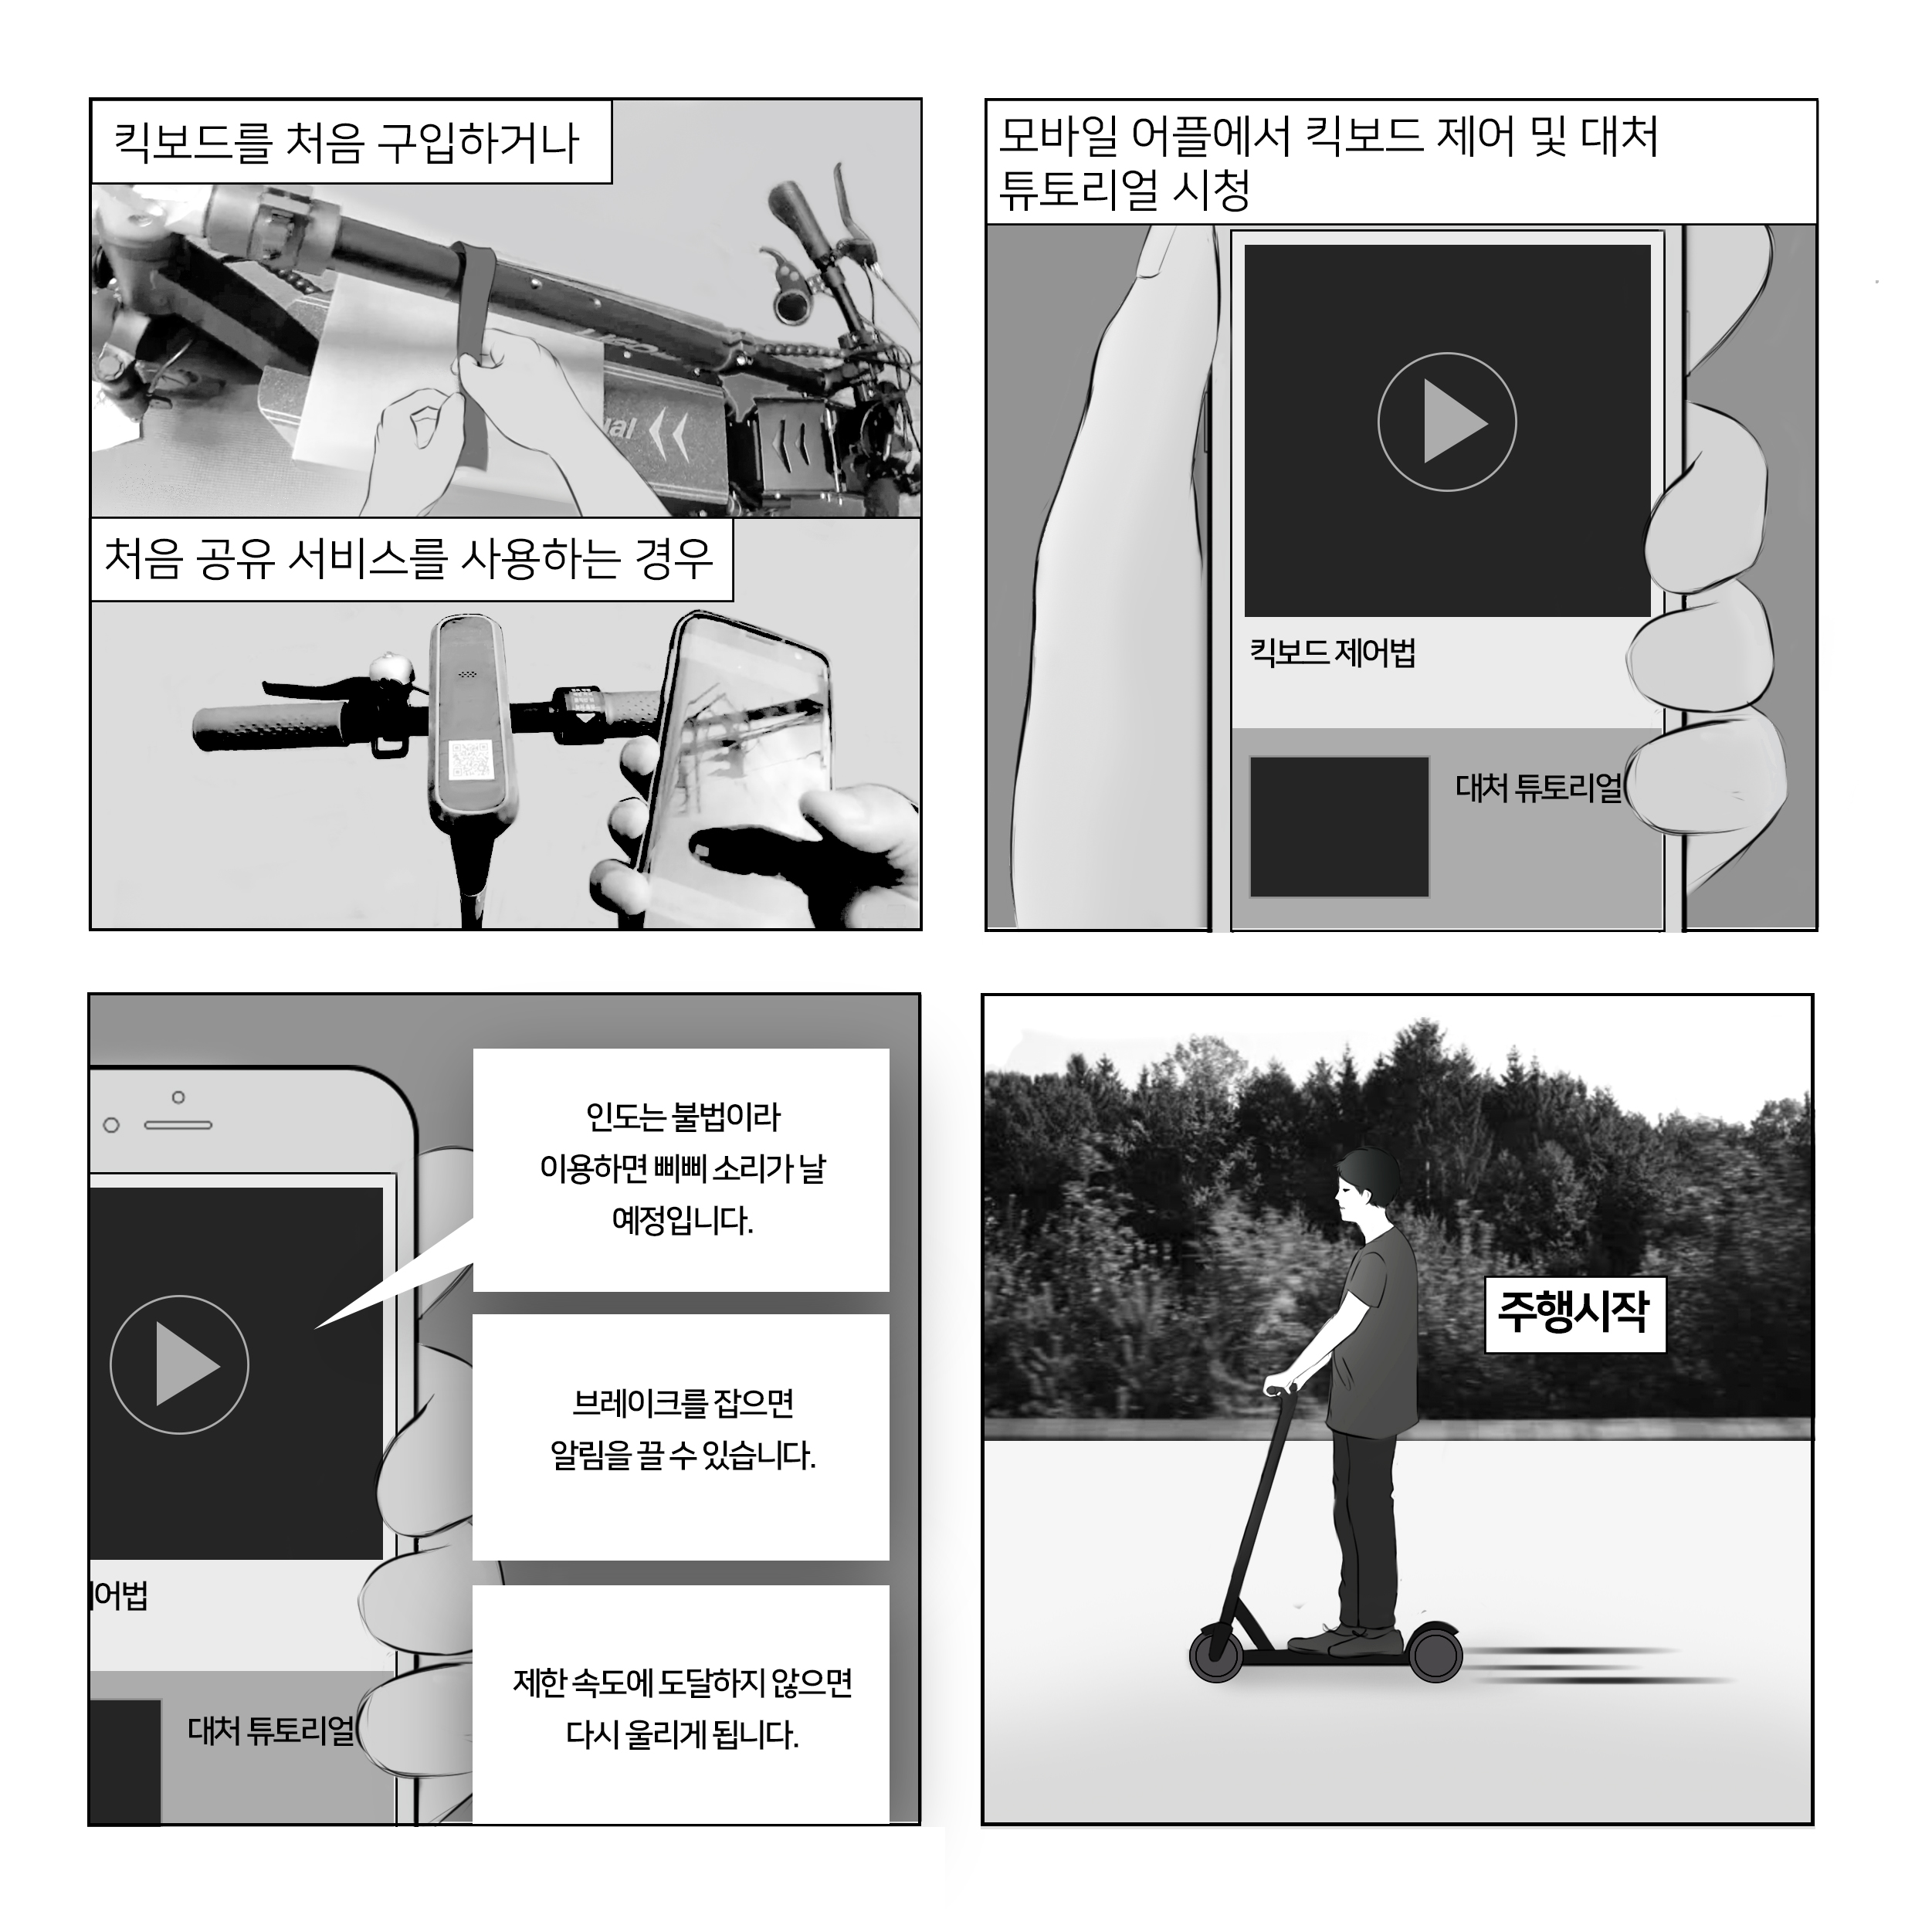 킥보드를 처음 구입하거나
처음 공유 서비스를 사용하는 경우
모바일 어플에서 킥보드 제어 및 대처
튜토리얼 시청
킥보드 제어법
대처 튜토리얼
인도는 불법이라
이용하면 삐삐 소리가 날
예정입니다.
브레이크를 잡으면
알림을 끌 수 있습니다.
어법
대처 튜토리얼
제한 속도에 도달하지 않으면
다시 울리게 됩니다.
주행시작